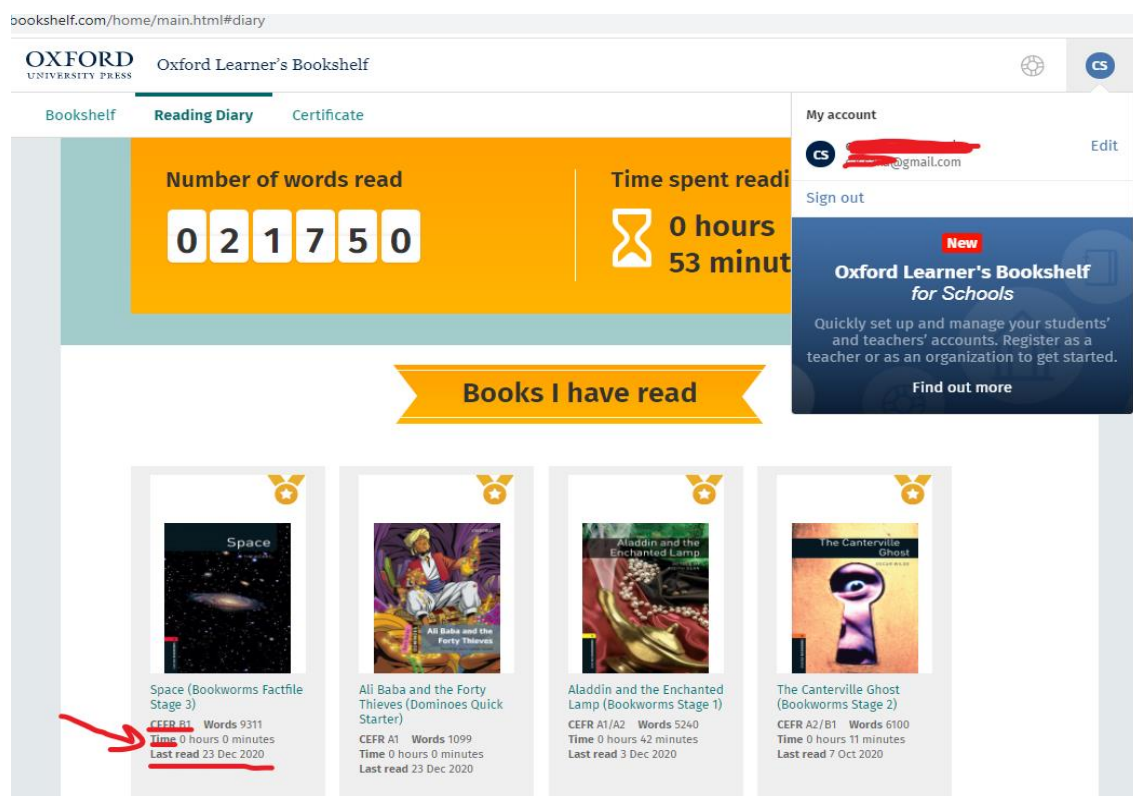 bookshelf.com/home/main.html#diary
OXFORD
UNIVERSITY PRESS
Oxford Learner's Bookshelf
CS
Bookshelf
Reading Diary
Certificate
My account
CS
@gmail.com
Edit
Sign out
Number of words read
021750
Time spent readi
0 hours
53 minut
New
Oxford Learner's Bookshelf
for Schools
Quickly set up and manage your students'
and teachers' accounts. Register as a
teacher or as an organization to get started.
Find out more
Books I have read
Space
Space (Bookworms Factfile
Stage 3)
CEFR B1 Words 9311
Time 0 hours 0 minutes
Last read 23 Dec 2020
Ali Baba and the
Forty Thieves
Ali Baba and the Forty
Thieves (Dominoes Quick
Starter)
CEFR A1 Words 1099
Time 0 hours 0 minutes
Last read 23 Dec 2020
Aladdin and the
Enchanted Lamp
Aladdin and the Enchanted
Lamp (Bookworms Stage 1)
CEFR A1/A2 Words 5240
Time 0 hours 42 minutes
Last read 3 Dec 2020
The Canterville
Ghost
The Canterville Ghost
(Bookworms Stage 2)
CEFR A2/B1 Words 6100
Time 0 hours 11 minutes
Last read 7 Oct 2020